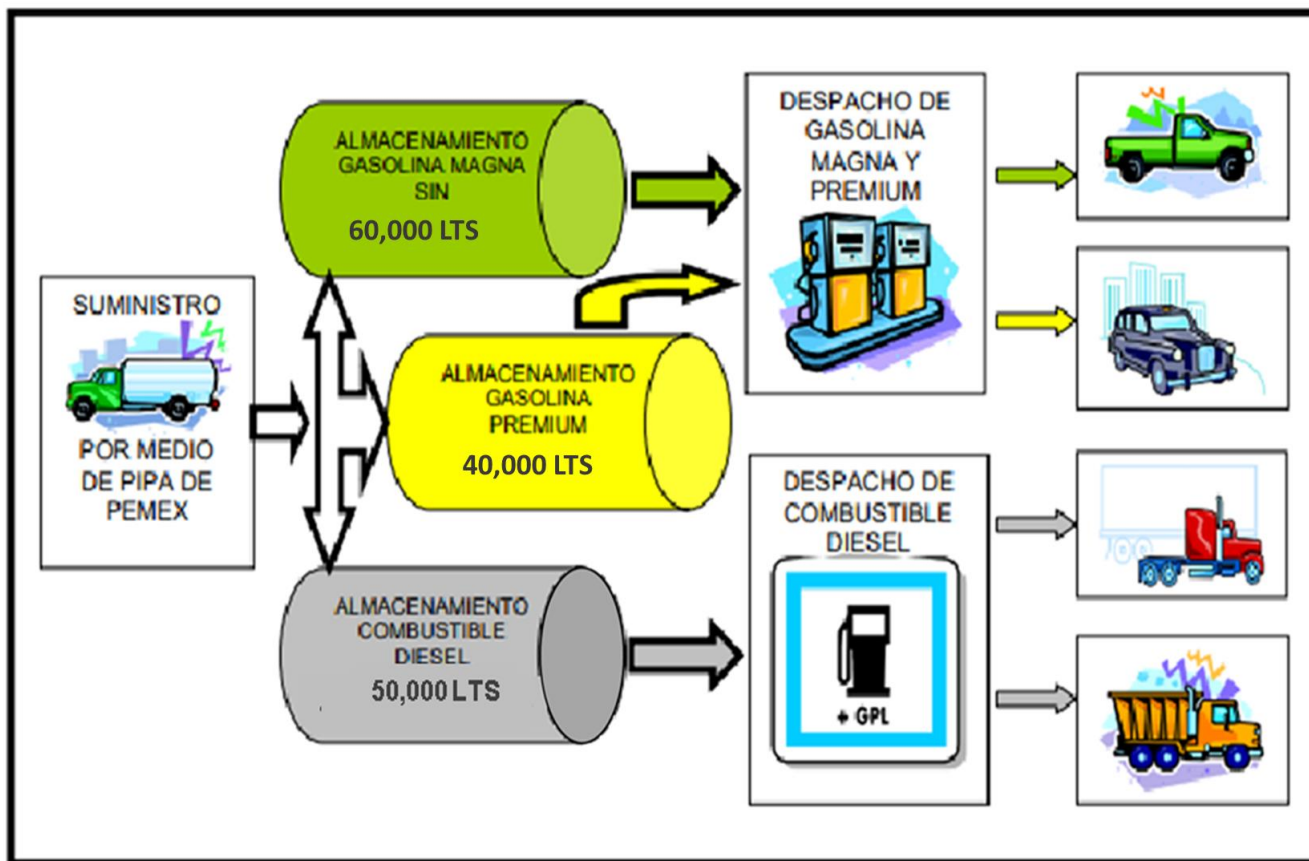 SUMINISTRO
POR MEDIO
DE PIPA DE
PEMEX
ALMACENAMIENTO
GASOLINA MAGNA
SIN
60,000 LTS
ALMACENAMIENTO
GASOLINA
PREMIUM
40,000 LTS
ALMACENAMIENTO
COMBUSTIBLE
DIESEL
50,000 LTS
DESPACHO DE
GASOLINA
MAGNA Y
PREMIUM
DESPACHO DE
COMBUSTIBLE
DIESEL
+ GPL